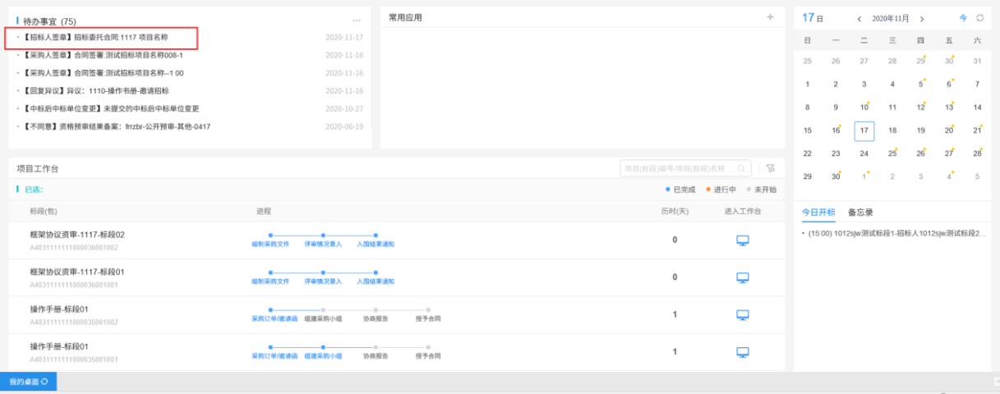 待办事宜 (75)
【招标人签章】招标委托合同:1117 项目名称 2020-11-17
【采购人签章】合同签署:测试招标项目名称008-1 2020-11-16
【采购人签章】合同签署:测试招标项目名称--1 00 2020-11-16
【回复异议】异议：1110-操作书册-邀请招标 2020-11-16
【中标后中标单位变更】未提交的中标后中标单位变更 2020-10-27
【不同意】资格预审结果备案：frrzbr-公开预审-其他-0417 2020-06-19
常用应用
项目工作台
项目(标段)编号/项目(标段)名称
已选:
已完成 进行中 未开始
标段(包) 进程 历时(天) 进入工作台
框架协议资审-1117-标段02
A4031111111000036001002
编制采购文件 评审情况录入 入围结果通知
0
框架协议资审-1117-标段01
A4031111111000036001001
编制采购文件 评审情况录入 入围结果通知
0
操作手册-标段01
A4031111111000035001002
采购订单/邀请函 组建采购小组 协商报告 授予合同
1
操作手册-标段01
A4031111111000035001001
采购订单/邀请函 组建采购小组 协商报告 授予合同
1
17日 2020年11月 今
日 一 二 三 四 五 六
25 26 27 28 29 30 31
1 2 3 4 5 6 7
8 9 10 11 12 13 14
15 16 17 18 19 20 21
22 23 24 25 26 27 28
29 30 1 2 3 4 5
今日开标 备忘录
(15:00) 1012sjw测试标段1-招标人1012sjw测试标段2...
我的桌面